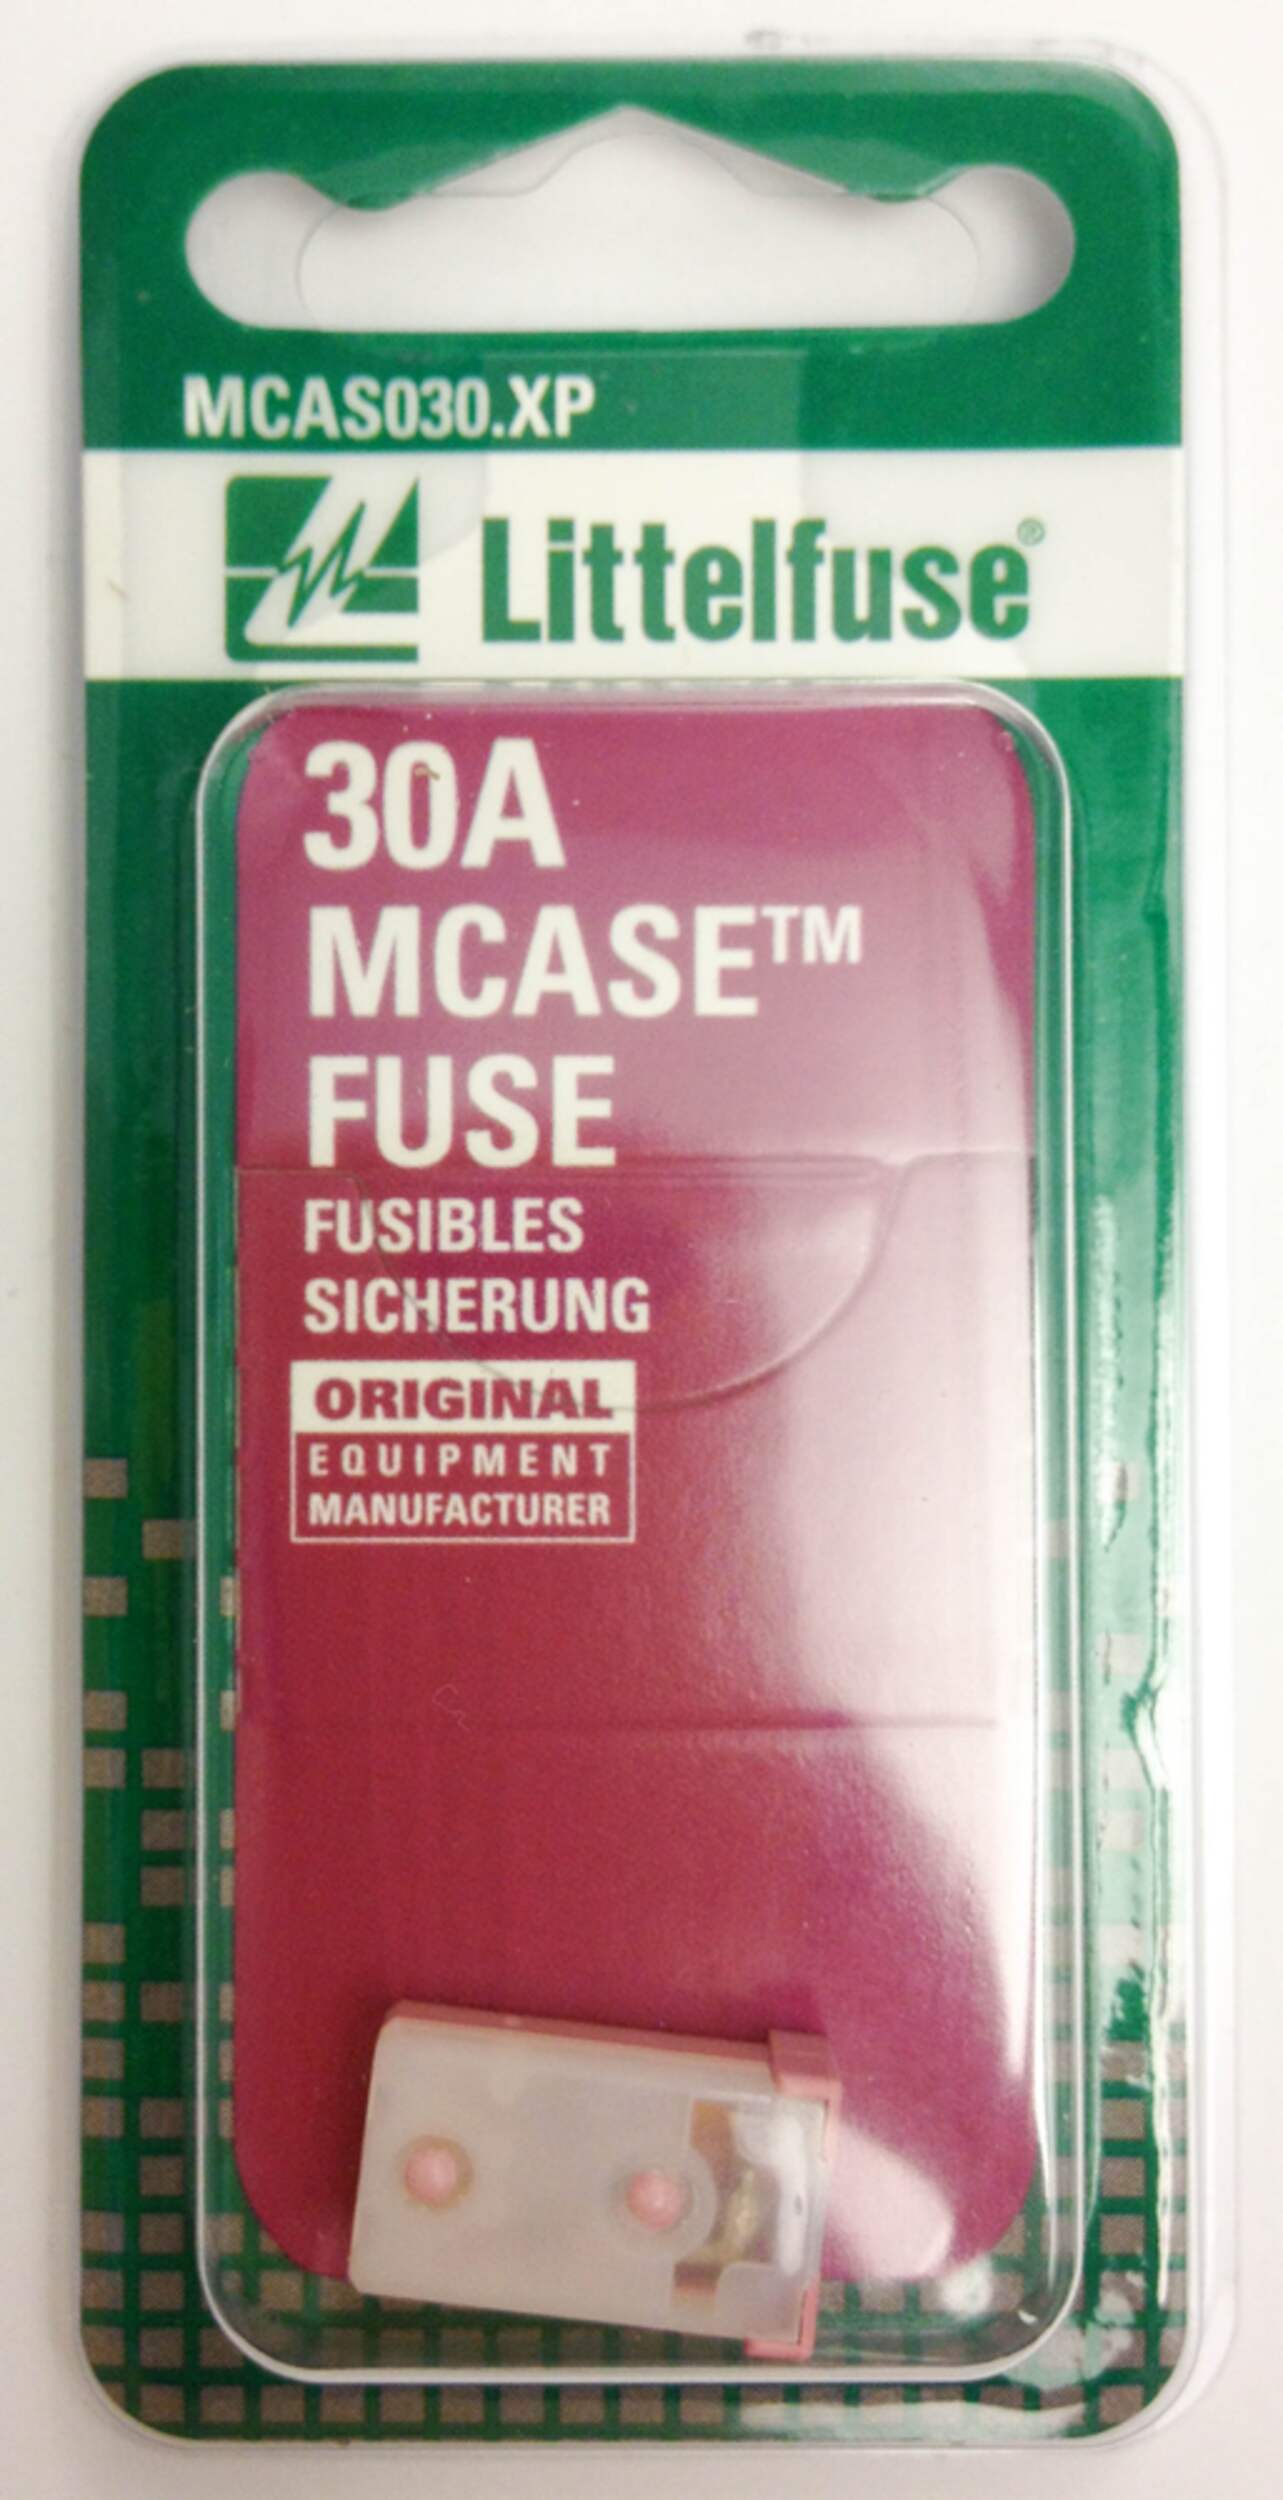 MCAS030.XP
Littelfuse®
30A
MCASE™
FUSE
FUSIBLES
SICHERUNG
ORIGINAL
EQUIPMENT
MANUFACTURER